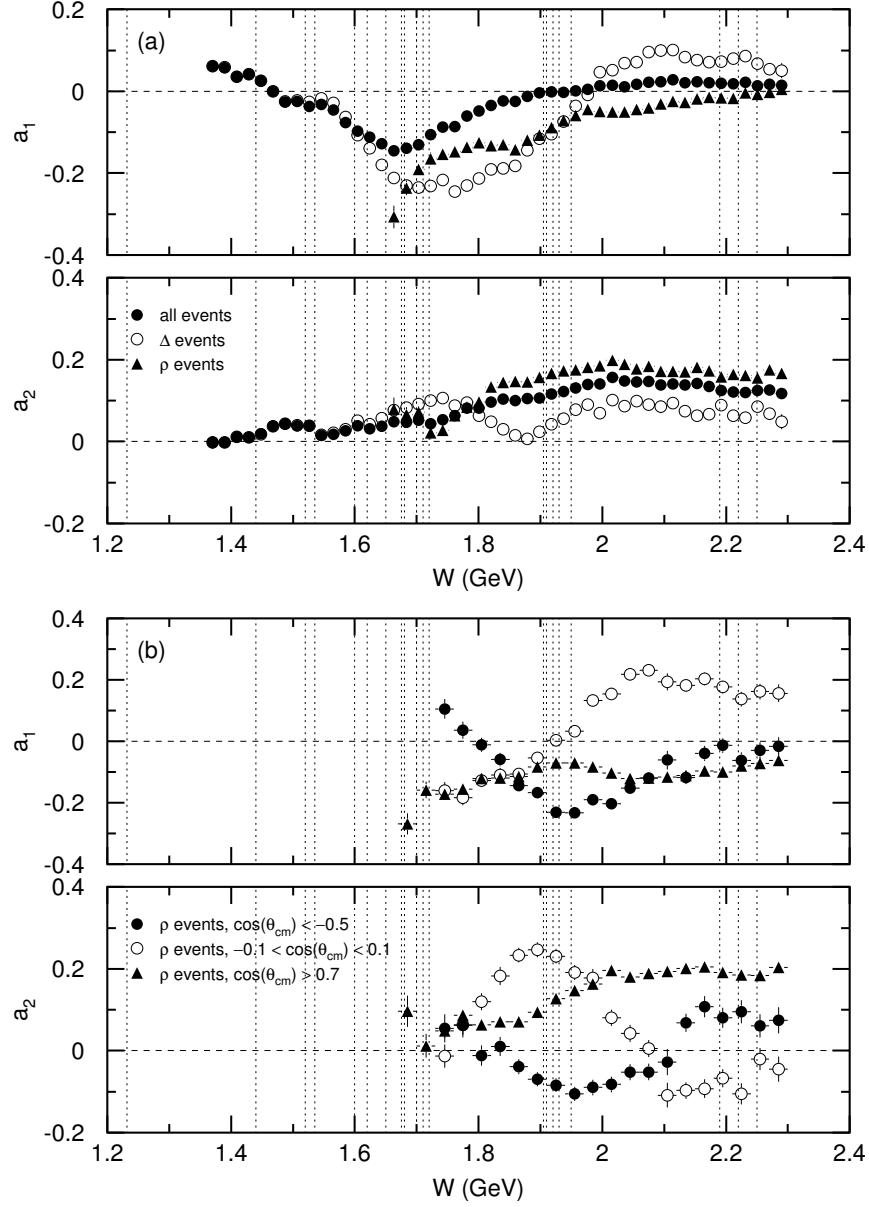 (a)
0.2
0
-0.2
-0.4
a₁
all events
Δ events
ρ events
0.4
0.2
0
-0.2
a₂
1.2 1.4 1.6 1.8 2 2.2 2.4
W (GeV)
(b)
0.4
0.2
0
-0.2
-0.4
a₁
ρ events, cos(θcm) < −0.5
ρ events, −0.1 < cos(θcm) < 0.1
ρ events, cos(θcm) > 0.7
0.4
0.2
0
-0.2
a₂
1.2 1.4 1.6 1.8 2 2.2 2.4
W (GeV)